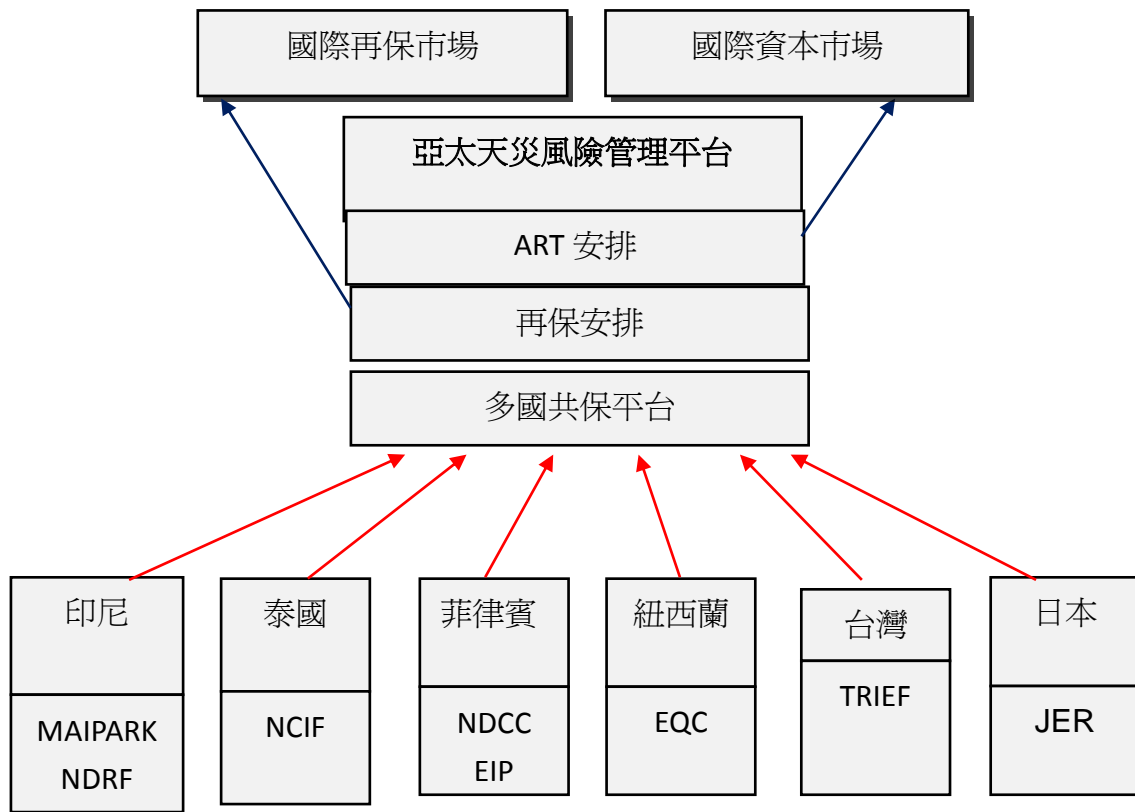 國際再保市場
國際資本市場
亞太天災風險管理平台
ART 安排
再保安排
多國共保平台
印尼
泰國
菲律賓
紐西蘭
台灣
日本
MAIPARK
NDRF
NCIF
NDCC
EIP
EQC
TRIEF
JER